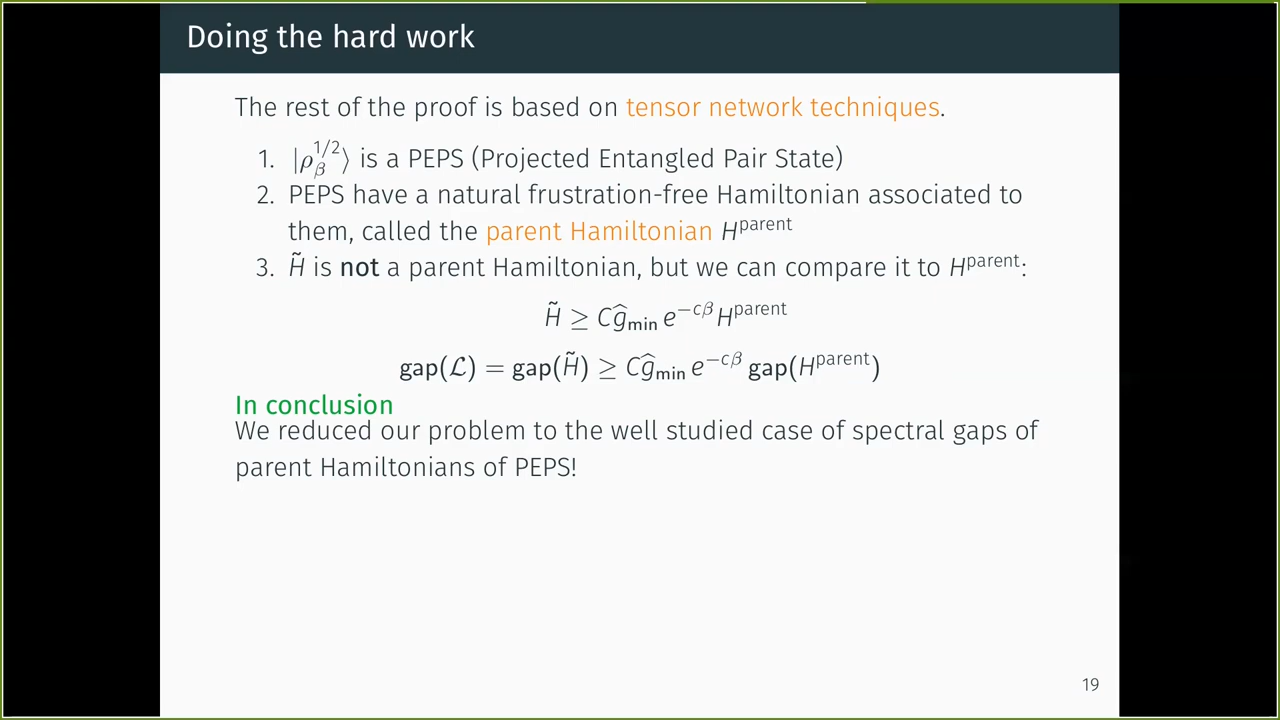 Doing the hard work
The rest of the proof is based on tensor network techniques.
1. |ρ_β^{1/2}⟩ is a PEPS (Projected Entangled Pair State)
2. PEPS have a natural frustration-free Hamiltonian associated to
them, called the parent Hamiltonian H^{parent}
3. H̃ is not a parent Hamiltonian, but we can compare it to H^{parent}:
H̃ ≥ Cĝ_{min} e^{−cβ} H^{parent}
gap(ℒ) = gap(H̃) ≥ Cĝ_{min} e^{−cβ} gap(H^{parent})
In conclusion
We reduced our problem to the well studied case of spectral gaps of
parent Hamiltonians of PEPS!
19